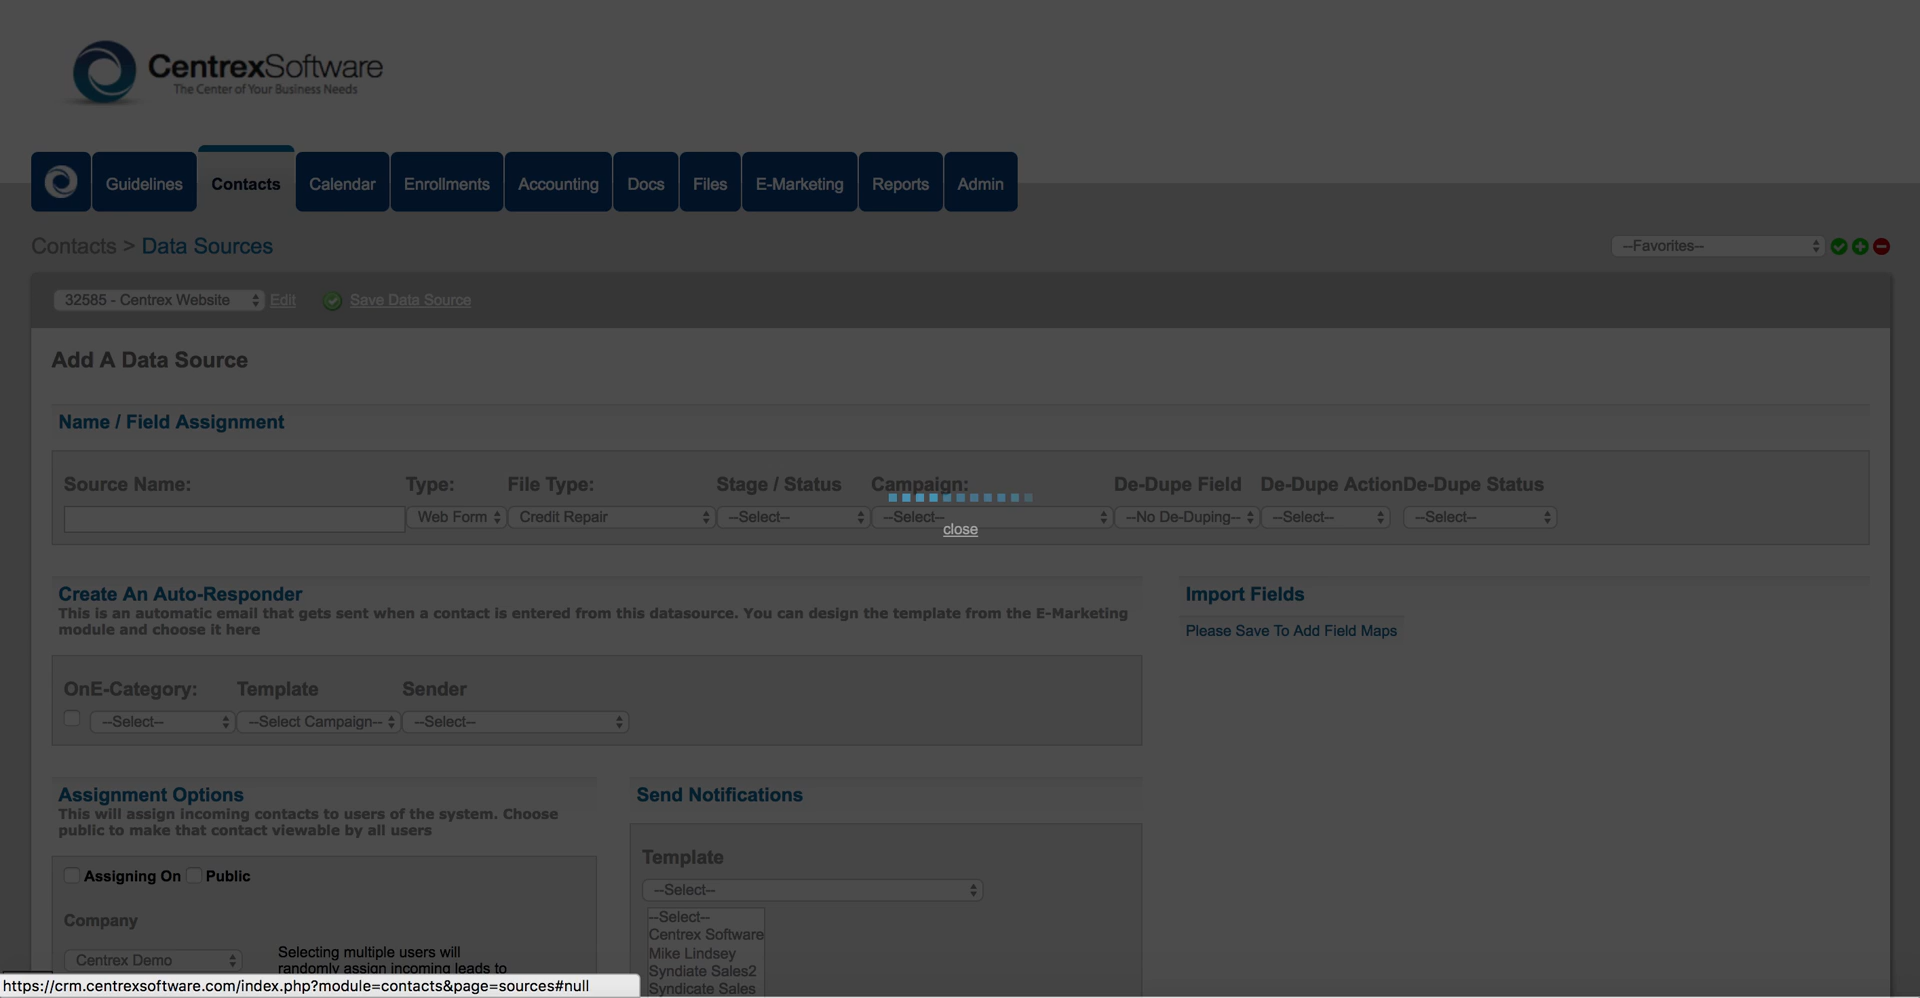 CentrexSoftware
The Center of Your Business Needs
Guidelines Contacts Calendar Enrollments Accounting Docs Files E-Marketing Reports Admin
Contacts > Data Sources
--Favorites--
32585 - Centrex Website Edit Save Data Source
Add A Data Source
Name / Field Assignment
Source Name: Type: File Type: Stage / Status Campaign: De-Dupe Field De-Dupe Action De-Dupe Status
Web Form Credit Repair --Select-- --Select-- --No De-Duping-- --Select-- --Select--
close
Create An Auto-Responder
This is an automatic email that gets sent when a contact is entered from this datasource. You can design the template from the E-Marketing
module and choose it here
Import Fields
Please Save To Add Field Maps
OnE-Category: Template Sender
--Select-- --Select Campaign-- --Select--
Assignment Options
This will assign incoming contacts to users of the system. Choose
public to make that contact viewable by all users
Assigning On Public
Company
Centrex Demo
Selecting multiple users will
randomly assign incoming leads to
Send Notifications
Template
--Select--
--Select--
Centrex Software
Mike Lindsey
Syndiate Sales2
Syndicate Sales
https://crm.centrexsoftware.com/index.php?module=contacts&page=sources#null